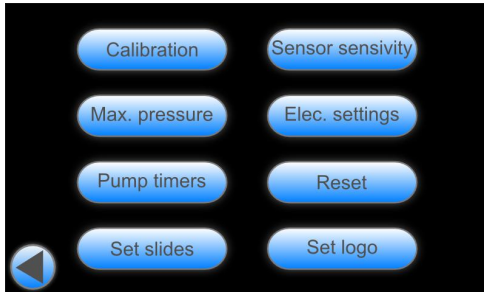 Calibration
Sensor sensivity
Max. pressure
Elec. settings
Pump timers
Reset
Set slides
Set logo